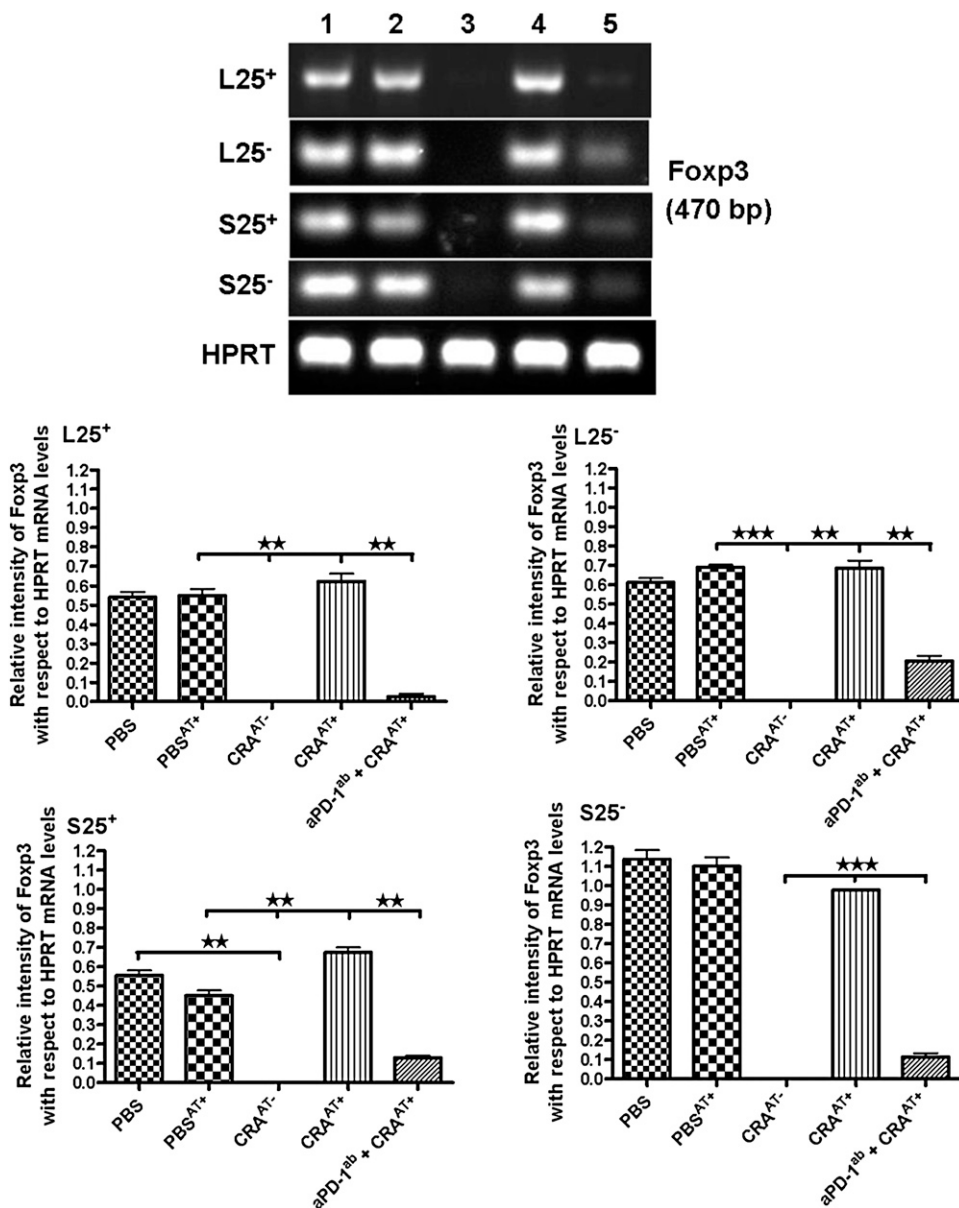 1 2 3 4 5
L25⁺
L25⁻
S25⁺
S25⁻
HPRT
Foxp3
(470 bp)
L25⁺
Relative intensity of Foxp3
with respect to HPRT mRNA levels
1.2
1.1
1.0
0.9
0.8
0.7
0.6
0.5
0.4
0.3
0.2
0.1
0.0
★★ ★★
PBS PBSᴬᵀ⁺ CRAᴬᵀ⁻ CRAᴬᵀ⁺ aPD-1ᵃᵇ + CRAᴬᵀ⁺
L25⁻
Relative intensity of Foxp3
with respect to HPRT mRNA levels
1.2
1.1
1.0
0.9
0.8
0.7
0.6
0.5
0.4
0.3
0.2
0.1
0.0
★★★ ★★ ★★
PBS PBSᴬᵀ⁺ CRAᴬᵀ⁻ CRAᴬᵀ⁺ aPD-1ᵃᵇ + CRAᴬᵀ⁺
S25⁺
Relative intensity of Foxp3
with respect to HPRT mRNA levels
1.2
1.1
1.0
0.9
0.8
0.7
0.6
0.5
0.4
0.3
0.2
0.1
0.0
★★ ★★
★★
PBS PBSᴬᵀ⁺ CRAᴬᵀ⁻ CRAᴬᵀ⁺ aPD-1ᵃᵇ + CRAᴬᵀ⁺
S25⁻
Relative intensity of Foxp3
with respect to HPRT mRNA levels
1.2
1.1
1.0
0.9
0.8
0.7
0.6
0.5
0.4
0.3
0.2
0.1
0.0
★★★
PBS PBSᴬᵀ⁺ CRAᴬᵀ⁻ CRAᴬᵀ⁺ aPD-1ᵃᵇ + CRAᴬᵀ⁺